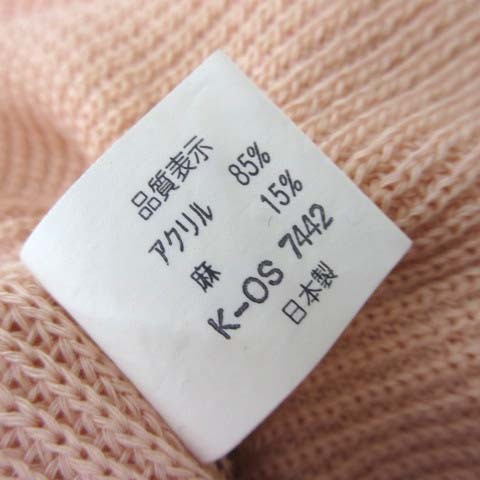 品質表示
アクリル 85%
麻 15%
K-OS 7442
日本製